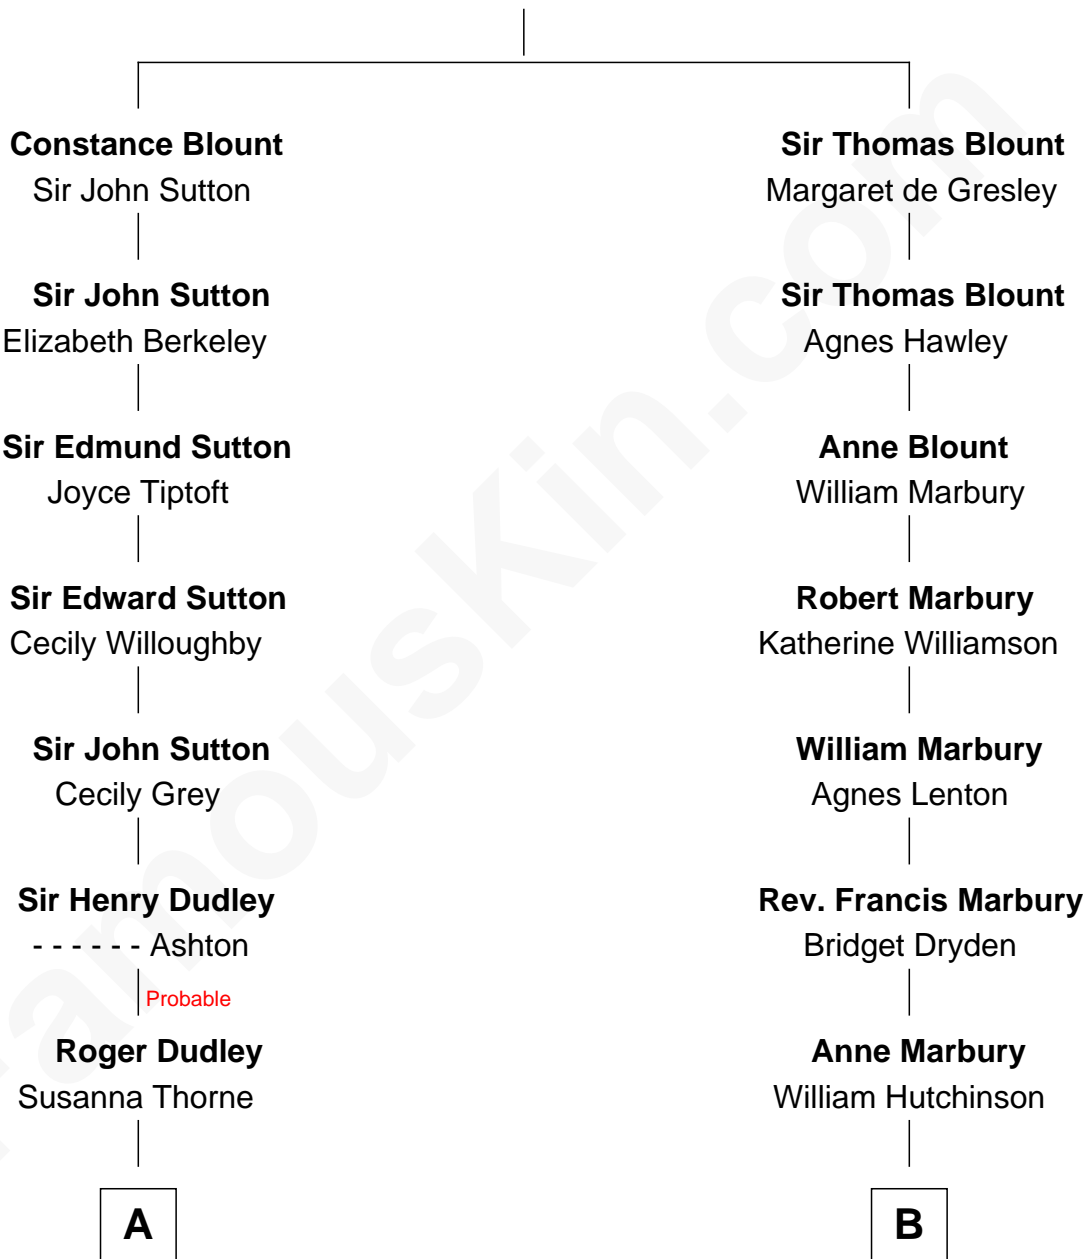 Constance Blount
Sir John Sutton
Sir John Sutton
Elizabeth Berkeley
Sir Edmund Sutton
Joyce Tiptoft
Sir Edward Sutton
Cecily Willoughby
Sir John Sutton
Cecily Grey
Sir Henry Dudley
- - - - - - Ashton
Probable
Roger Dudley
Susanna Thorne
A
Sir Thomas Blount
Margaret de Gresley
Sir Thomas Blount
Agnes Hawley
Anne Blount
William Marbury
Robert Marbury
Katherine Williamson
William Marbury
Agnes Lenton
Rev. Francis Marbury
Bridget Dryden
Anne Marbury
William Hutchinson
B
FamousKin.com